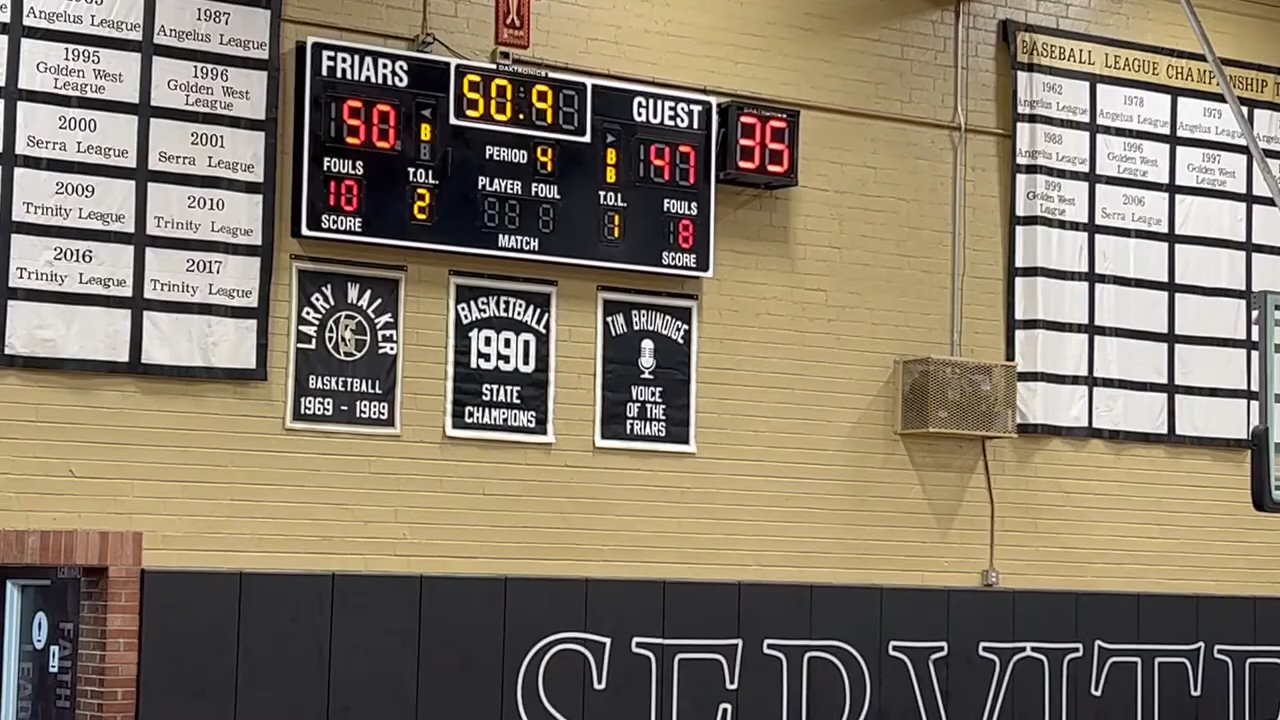 1987
Angelus League
Angelus League
1995
Golden West
League
1996
Golden West
League
2000
Serra League
2001
Serra League
2009
Trinity League
2010
Trinity League
2016
Trinity League
2017
Trinity League
DAKTRONICS
FRIARS
50:4
GUEST
50
B
PERIOD 4
B
B
47
35
FOULS
T.O.L.
PLAYER FOUL
T.O.L.
FOULS
10
2
1
8
SCORE
MATCH
SCORE
LARRY WALKER
BASKETBALL
1969 - 1989
BASKETBALL
1990
STATE
CHAMPIONS
TIM BRUNDIGE
VOICE
OF THE
FRIARS
BASEBALL LEAGUE CHAMPIONSHIP
1962
Angelus League
1978
Angelus League
1979
Angelus League
1988
Angelus League
1996
Golden West
League
1997
Golden West
League
1999
Golden West
League
2006
Serra League
FAITH
SERVITE